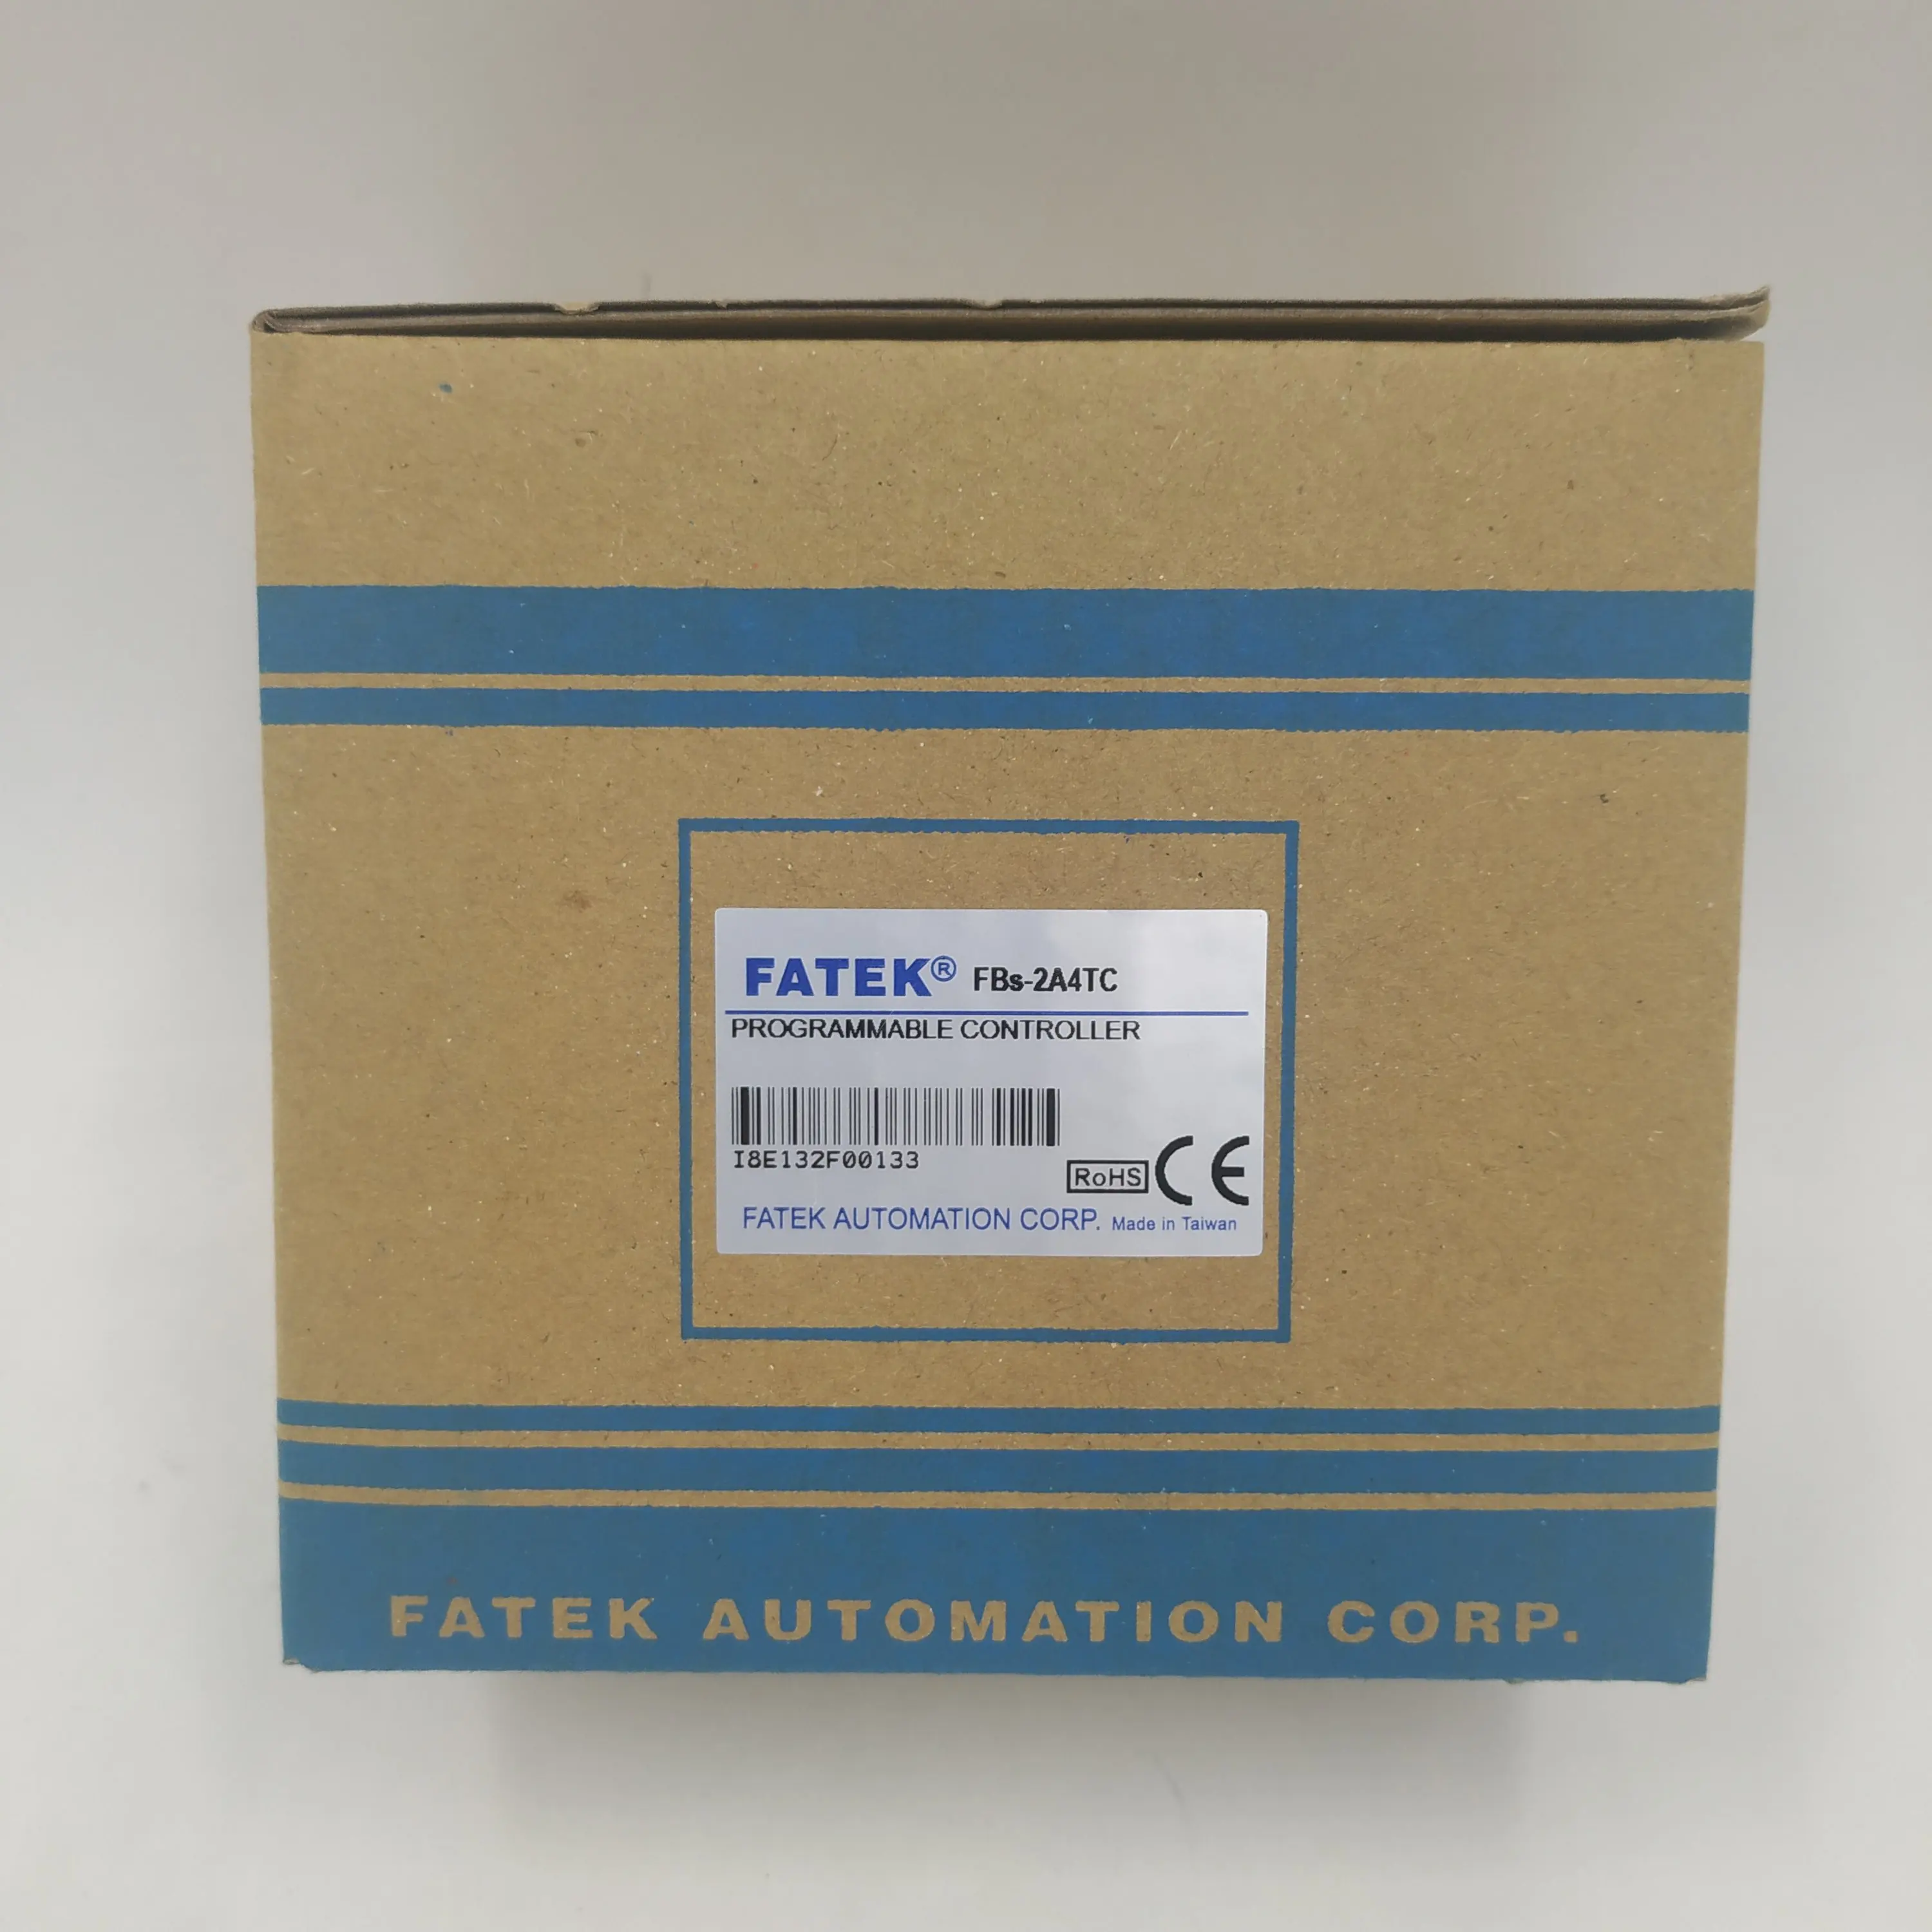 FATEK® FBs-2A4TC
PROGRAMMABLE CONTROLLER
I8E132F00133
RoHS CE
FATEK AUTOMATION CORP. Made in Taiwan
FATEK AUTOMATION CORP.